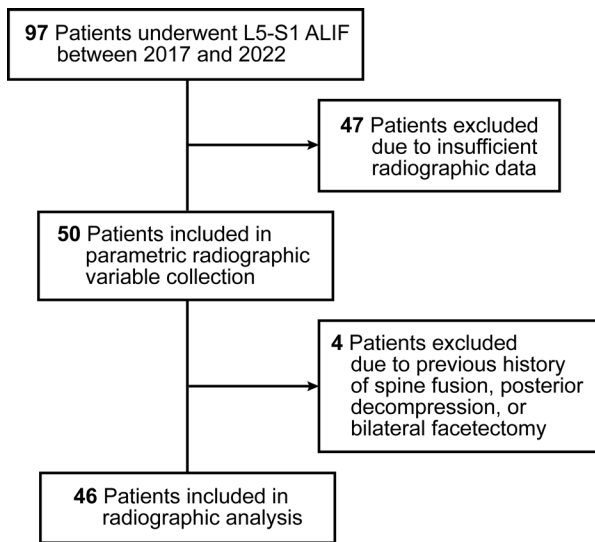 97 Patients underwent L5-S1 ALIF
between 2017 and 2022
47 Patients excluded
due to insufficient
radiographic data
50 Patients included in
parametric radiographic
variable collection
4 Patients excluded
due to previous history
of spine fusion, posterior
decompression, or
bilateral facetectomy
46 Patients included in
radiographic analysis